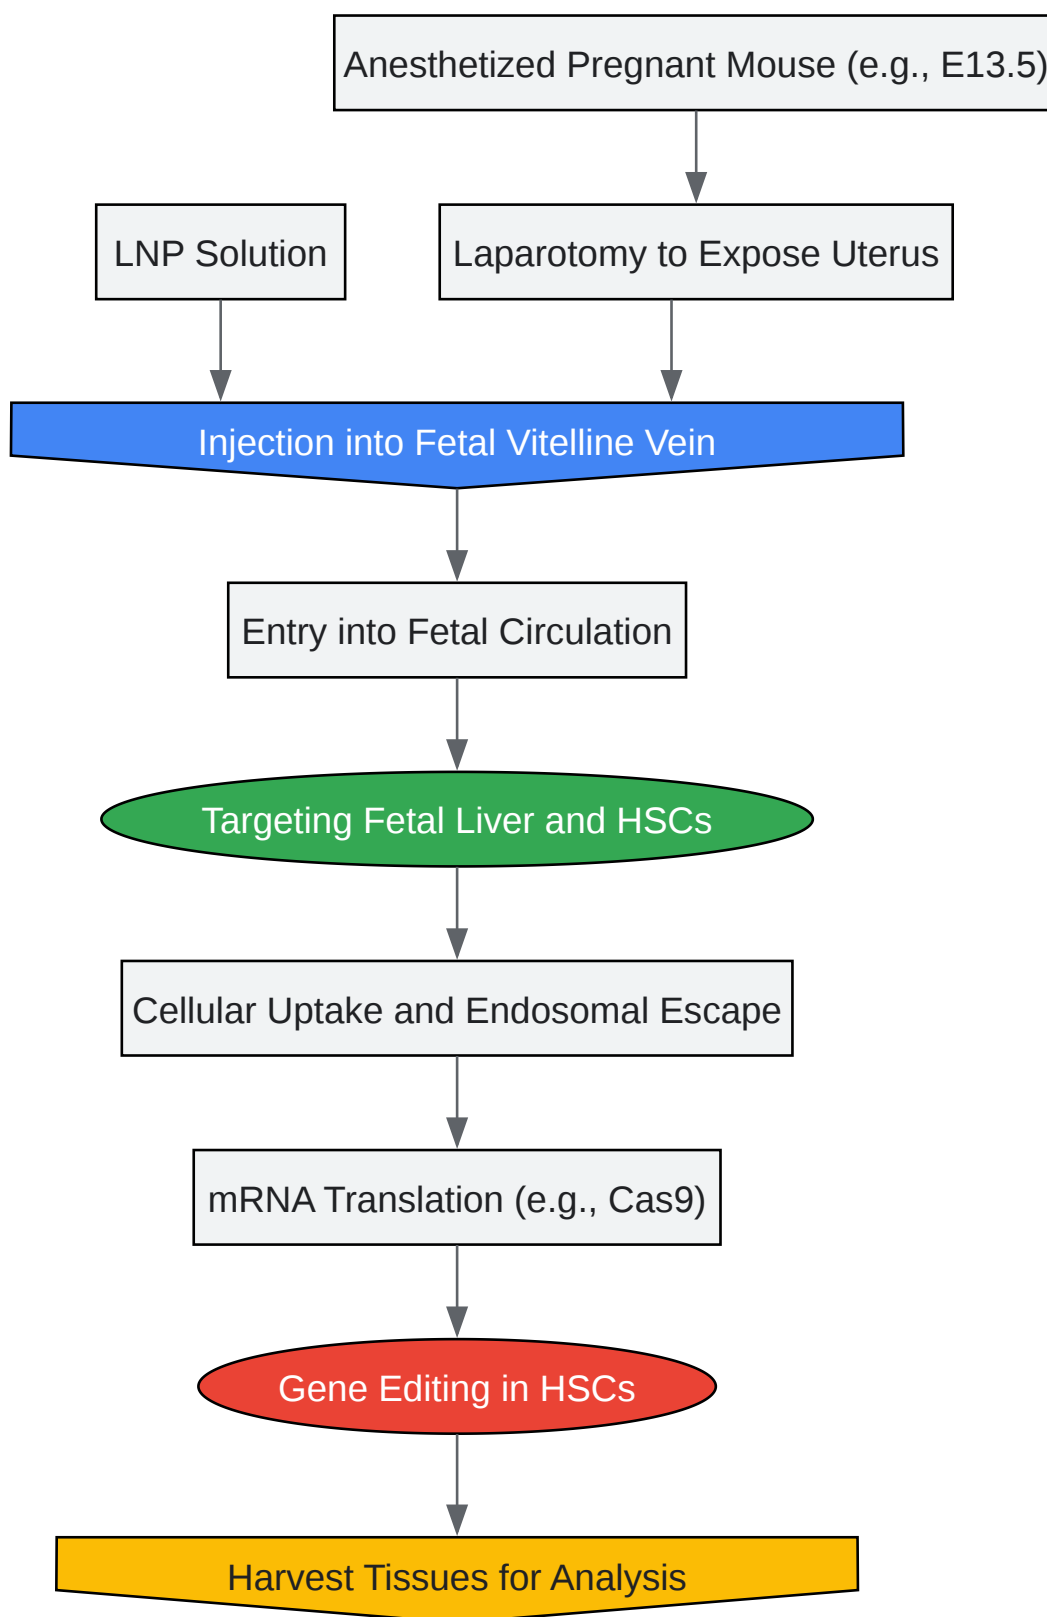 Anesthetized Pregnant Mouse (e.g., E13.5)
LNP Solution
Laparotomy to Expose Uterus
Injection into Fetal Vitelline Vein
Entry into Fetal Circulation
Targeting Fetal Liver and HSCs
Cellular Uptake and Endosomal Escape
mRNA Translation (e.g., Cas9)
Gene Editing in HSCs
Harvest Tissues for Analysis